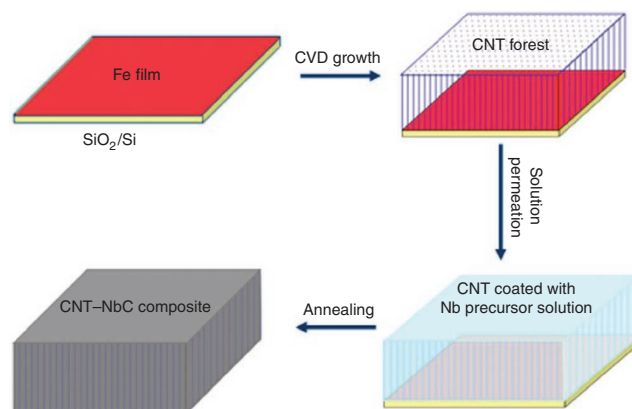 Fe film
SiO₂/Si
CVD growth
CNT forest
Solution
permeation
CNT coated with
Nb precursor solution
Annealing
CNT–NbC composite